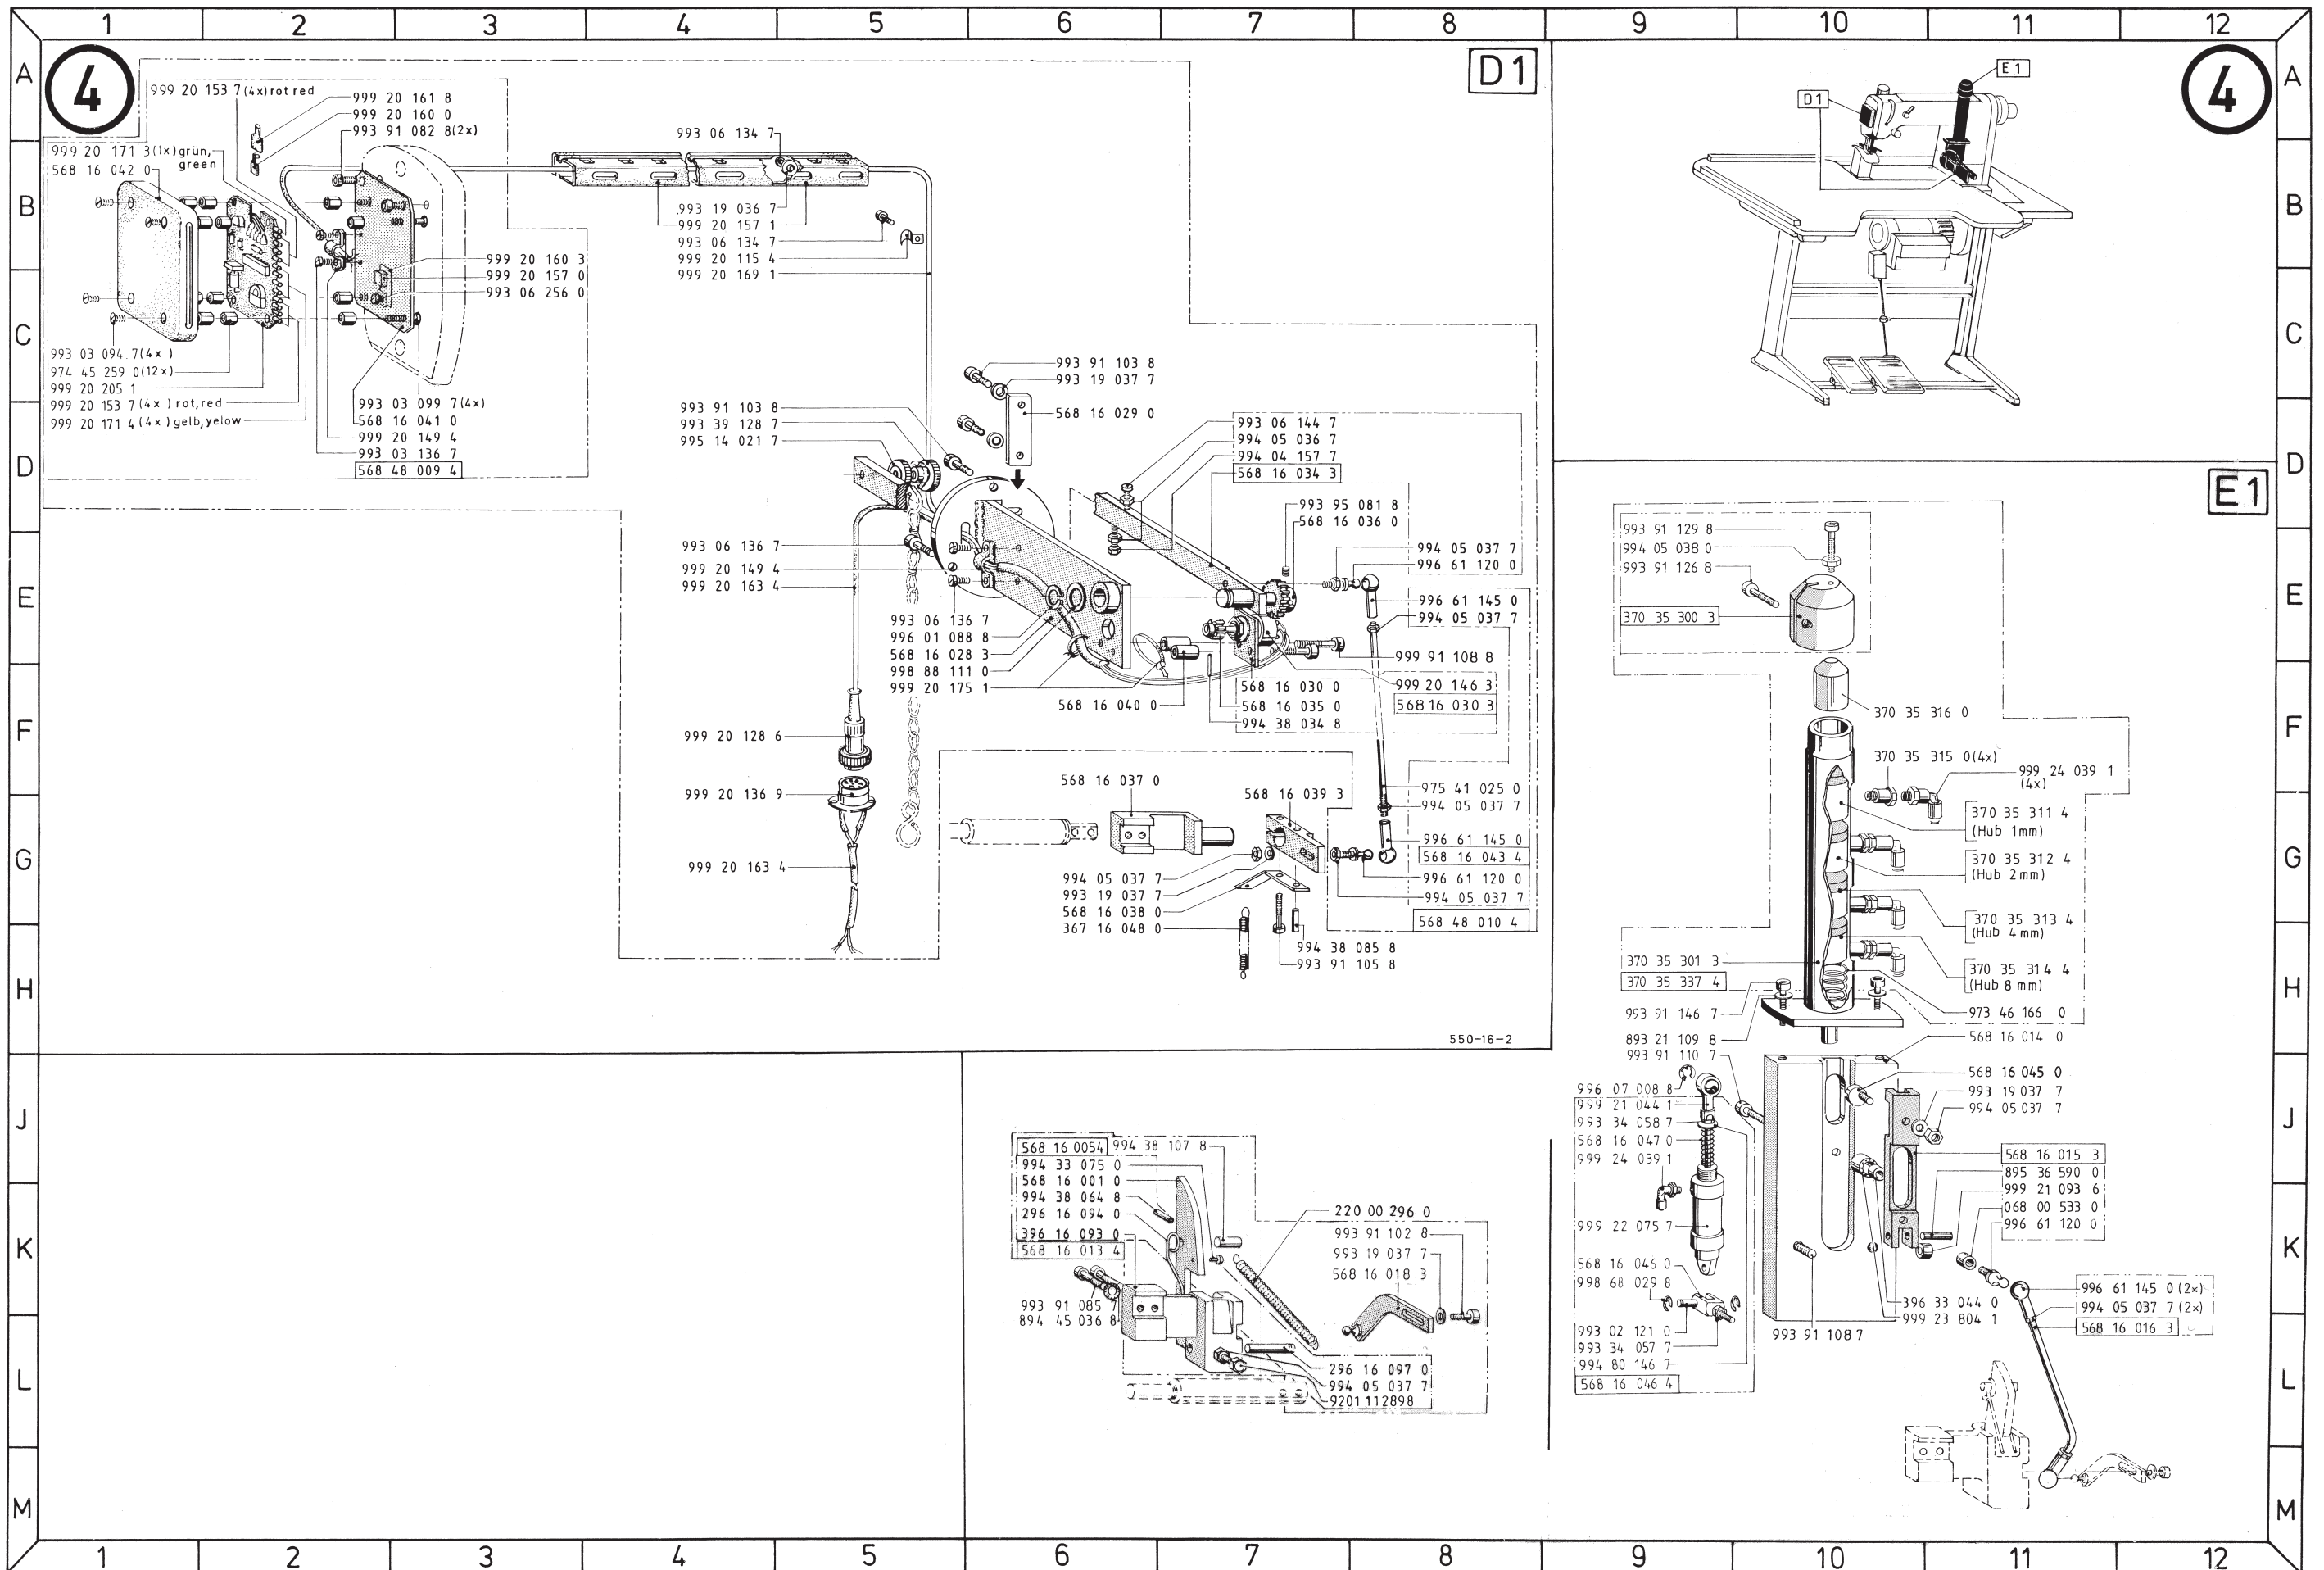 1 2 3 4 5 6 7 8 9 10 11 12
A
B
C
D
E
F
G
H
J
K
L
M
4
D1
999 20 153 7 (4x) rot red
999 20 161 8
999 20 160 0
993 91 082 8 (2x)
999 20 171 3 (1x) grün,
green
568 16 042 0
999 20 160 3
999 20 157 0
993 06 256 0
993 03 094.7 (4x)
974 45 259 0 (12x)
999 20 205 1
999 20 153 7 (4x) rot,red
999 20 171 4 (4x) gelb,yelow
993 03 099 7 (4x)
568 16 041 0
999 20 149 4
993 03 136 7
568 48 009 4
993 06 134 7
993 19 036 7
999 20 157 1
993 06 134 7
999 20 115 4
999 20 169 1
993 91 103 8
993 19 037 7
568 16 029 0
993 91 103 8
993 39 128 7
995 14 021 7
993 06 144 7
994 05 036 7
994 04 157 7
568 16 034 3
993 95 081 8
568 16 036 0
993 06 136 7
999 20 149 4
999 20 163 4
994 05 037 7
996 61 120 0
996 61 145 0
994 05 037 7
993 06 136 7
996 01 088 8
568 16 028 3
998 88 111 0
999 20 175 1
999 91 108 8
568 16 040 0
568 16 030 0
568 16 035 0
994 38 034 8
999 20 146 3
568 16 030 3
999 20 128 6
999 20 136 9
999 20 163 4
568 16 037 0
568 16 039 3
975 41 025 0
994 05 037 7
996 61 145 0
568 16 043 4
996 61 120 0
994 05 037 7
568 48 010 4
994 05 037 7
993 19 037 7
568 16 038 0
367 16 048 0
994 38 085 8
993 91 105 8
550-16-2
568 16 0054
994 38 107 8
994 33 075 0
568 16 001 0
994 38 064 8
296 16 094 0
396 16 093 0
568 16 013 4
993 91 085 7
894 45 036 8
220 00 296 0
993 91 102 8
993 19 037 7
568 16 018 3
296 16 097 0
994 05 037 7
9201 112898
4
E1
D1
E1
993 91 129 8
994 05 038 0
993 91 126 8
370 35 300 3
370 35 316 0
370 35 315 0 (4x)
999 24 039 1
(4x)
370 35 311 4
(Hub 1mm)
370 35 312 4
(Hub 2mm)
370 35 313 4
(Hub 4mm)
370 35 314 4
(Hub 8 mm)
370 35 301 3
370 35 337 4
993 91 146 7
893 21 109 8
993 91 110 7
973 46 166 0
568 16 014 0
568 16 045 0
993 19 037 7
994 05 037 7
996 07 008 8
999 21 044 1
993 34 058 7
568 16 047 0
999 24 039 1
999 22 075 7
568 16 046 0
998 68 029 8
993 02 121 0
993 34 057 7
994 80 146 7
568 16 046 4
568 16 015 3
895 36 590 0
999 21 093 6
068 00 533 0
996 61 120 0
396 33 044 0
999 23 804 1
993 91 108 7
996 61 145 0 (2x)
994 05 037 7 (2x)
568 16 016 3
A
B
C
D
E
F
G
H
J
K
L
M
1 2 3 4 5 6 7 8 9 10 11 12